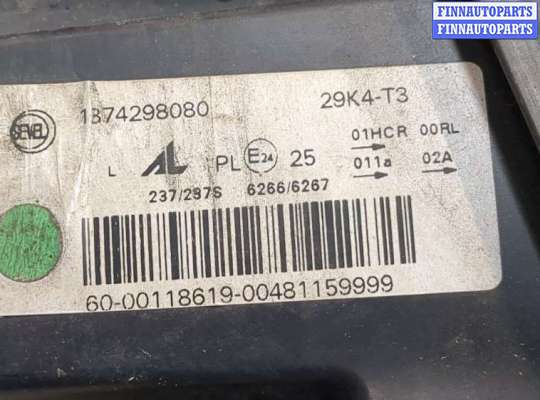 FINNAUTOPARTS
FINNAUTOPARTS
SEVEL
1374298080
29K4-T3
01HCR 00RL
L AL PL E24 25
011a 02A
237/237S 6266/6267
60-00118619-00481159999